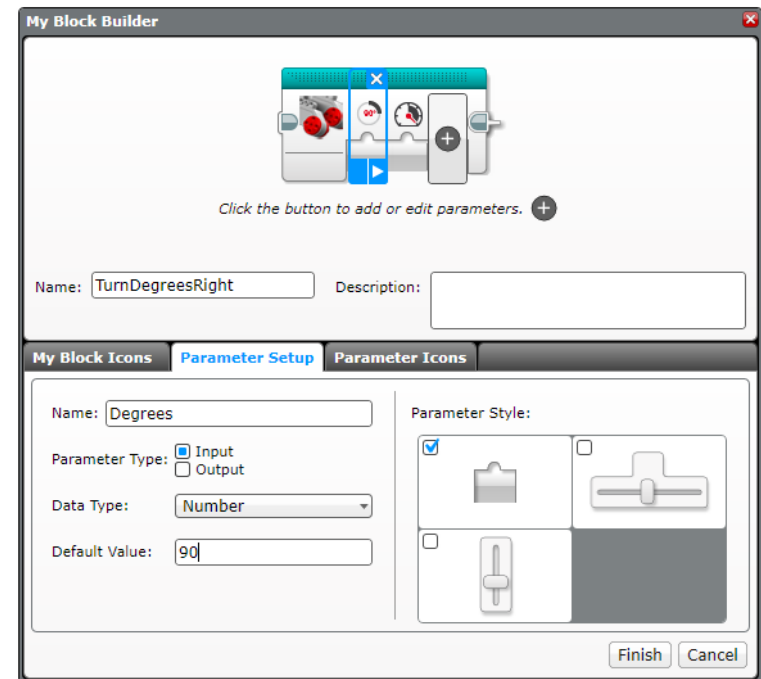 My Block Builder
90°
Click the button to add or edit parameters.
Name: TurnDegreesRight Description:
My Block Icons Parameter Setup Parameter Icons
Name: Degrees
Parameter Type: Input
Output
Data Type: Number
Default Value: 90
Parameter Style:
Finish Cancel